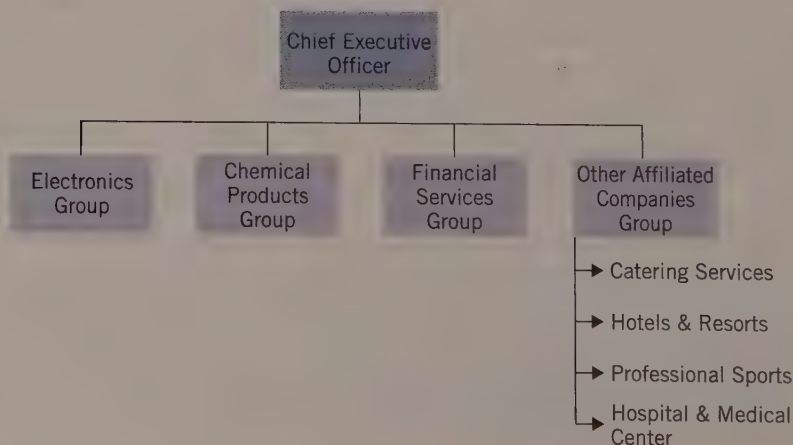 Chief Executive
Officer
Electronics
Group
Chemical
Products
Group
Financial
Services
Group
Other Affiliated
Companies
Group
Catering Services
Hotels & Resorts
Professional Sports
Hospital & Medical
Center